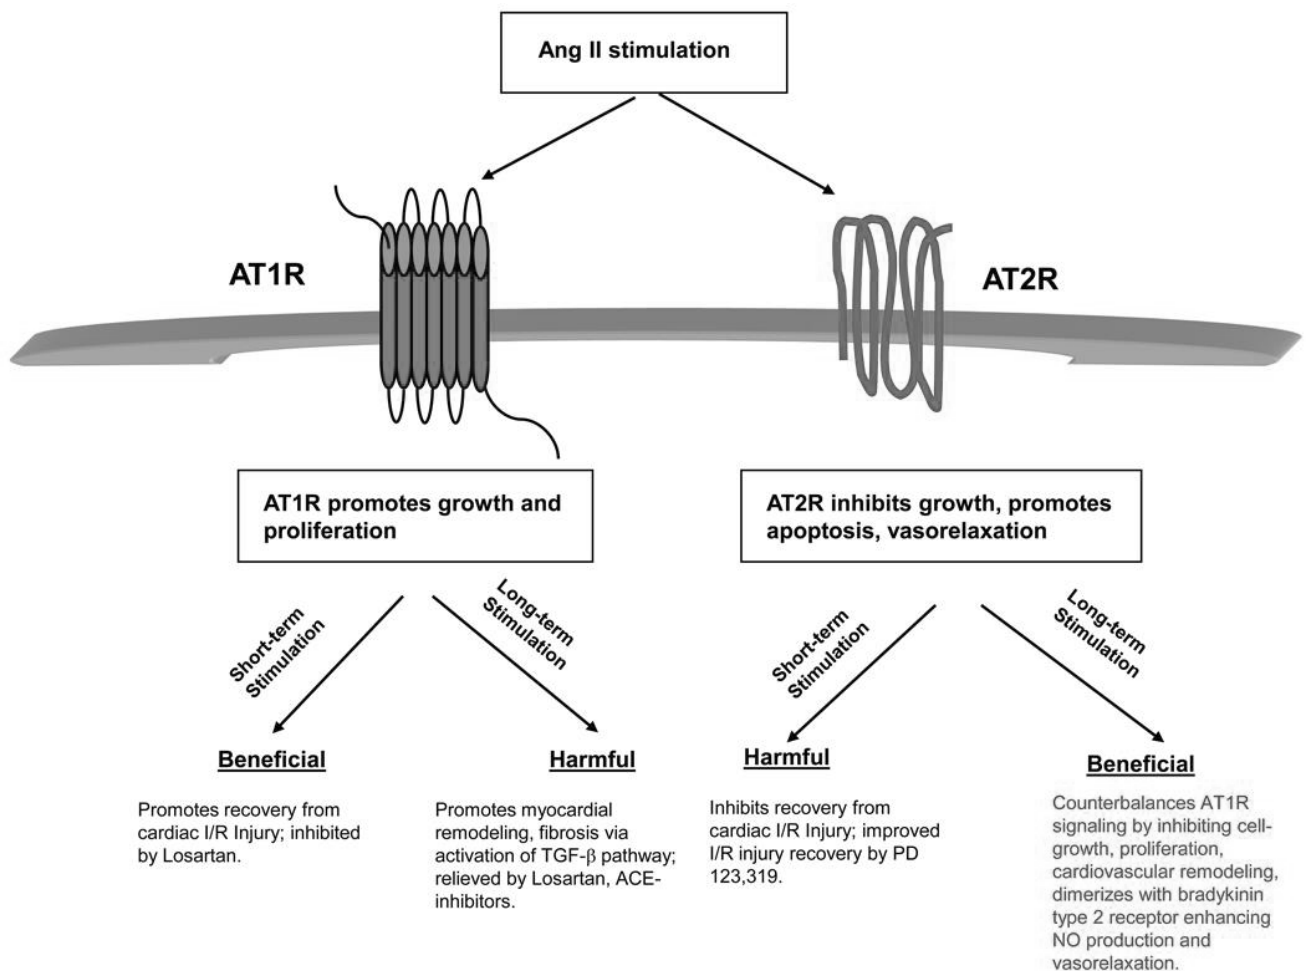 Ang II stimulation
AT1R
AT2R
AT1R promotes growth and
proliferation
AT2R inhibits growth, promotes
apoptosis, vasorelaxation
Short-term
Stimulation
Long-term
Stimulation
Short-term
Stimulation
Long-term
Stimulation
Beneficial
Promotes recovery from
cardiac I/R Injury; inhibited
by Losartan.
Harmful
Promotes myocardial
remodeling, fibrosis via
activation of TGF-β pathway;
relieved by Losartan, ACE-
inhibitors.
Harmful
Inhibits recovery from
cardiac I/R Injury; improved
I/R injury recovery by PD
123,319.
Beneficial
Counterbalances AT1R
signaling by inhibiting cell-
growth, proliferation,
cardiovascular remodeling,
dimerizes with bradykinin
type 2 receptor enhancing
NO production and
vasorelaxation.